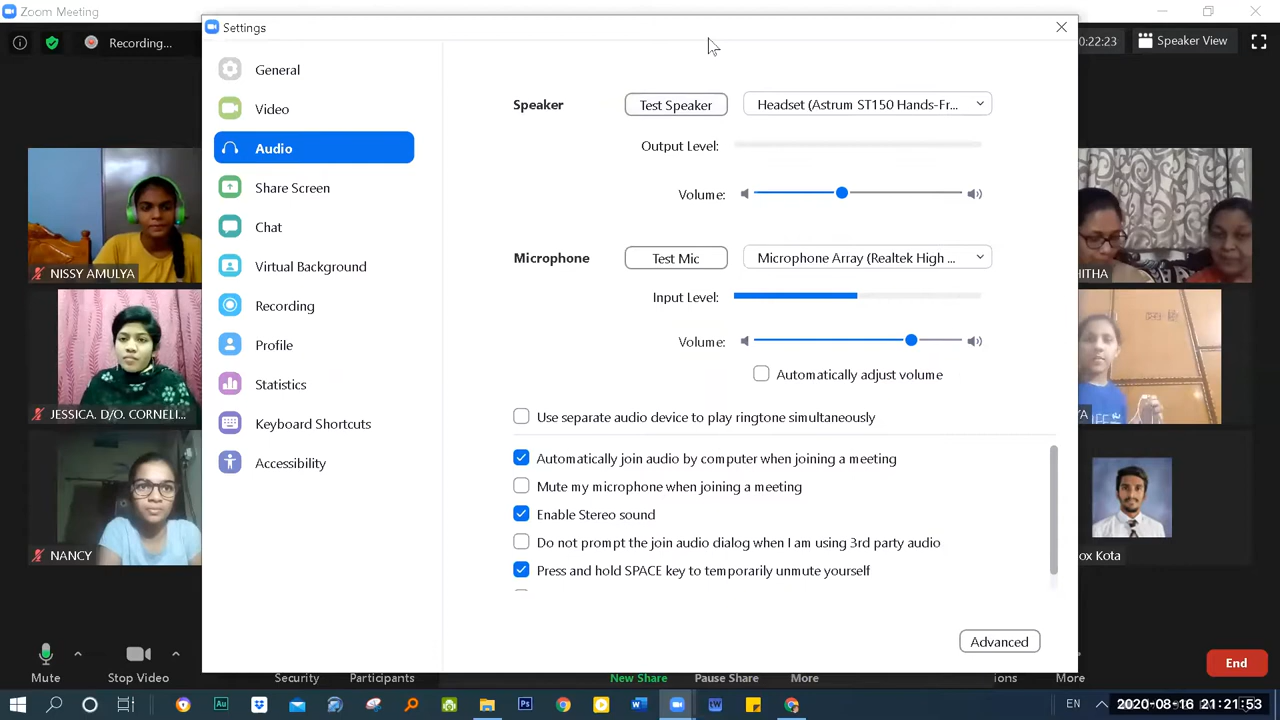 Zoom Meeting
Settings
Recording...
0:22:23
Speaker View
General
Video
Audio
Share Screen
Chat
Virtual Background
Recording
Profile
Statistics
Keyboard Shortcuts
Accessibility
Speaker
Test Speaker
Headset (Astrum ST150 Hands-Fr...
Output Level:
Volume:
Microphone
Test Mic
Microphone Array (Realtek High ...
Input Level:
Volume:
Automatically adjust volume
Use separate audio device to play ringtone simultaneously
Automatically join audio by computer when joining a meeting
Mute my microphone when joining a meeting
Enable Stereo sound
Do not prompt the join audio dialog when I am using 3rd party audio
Press and hold SPACE key to temporarily unmute yourself
Advanced
NISSY AMULYA
JESSICA. D/O. CORNELI...
NANCY
HITHA
YA
ox Kota
Mute
Stop Video
Security
Participants
New Share
Pause Share
More
ions
More
End
EN
2020-08-16 21:21:53